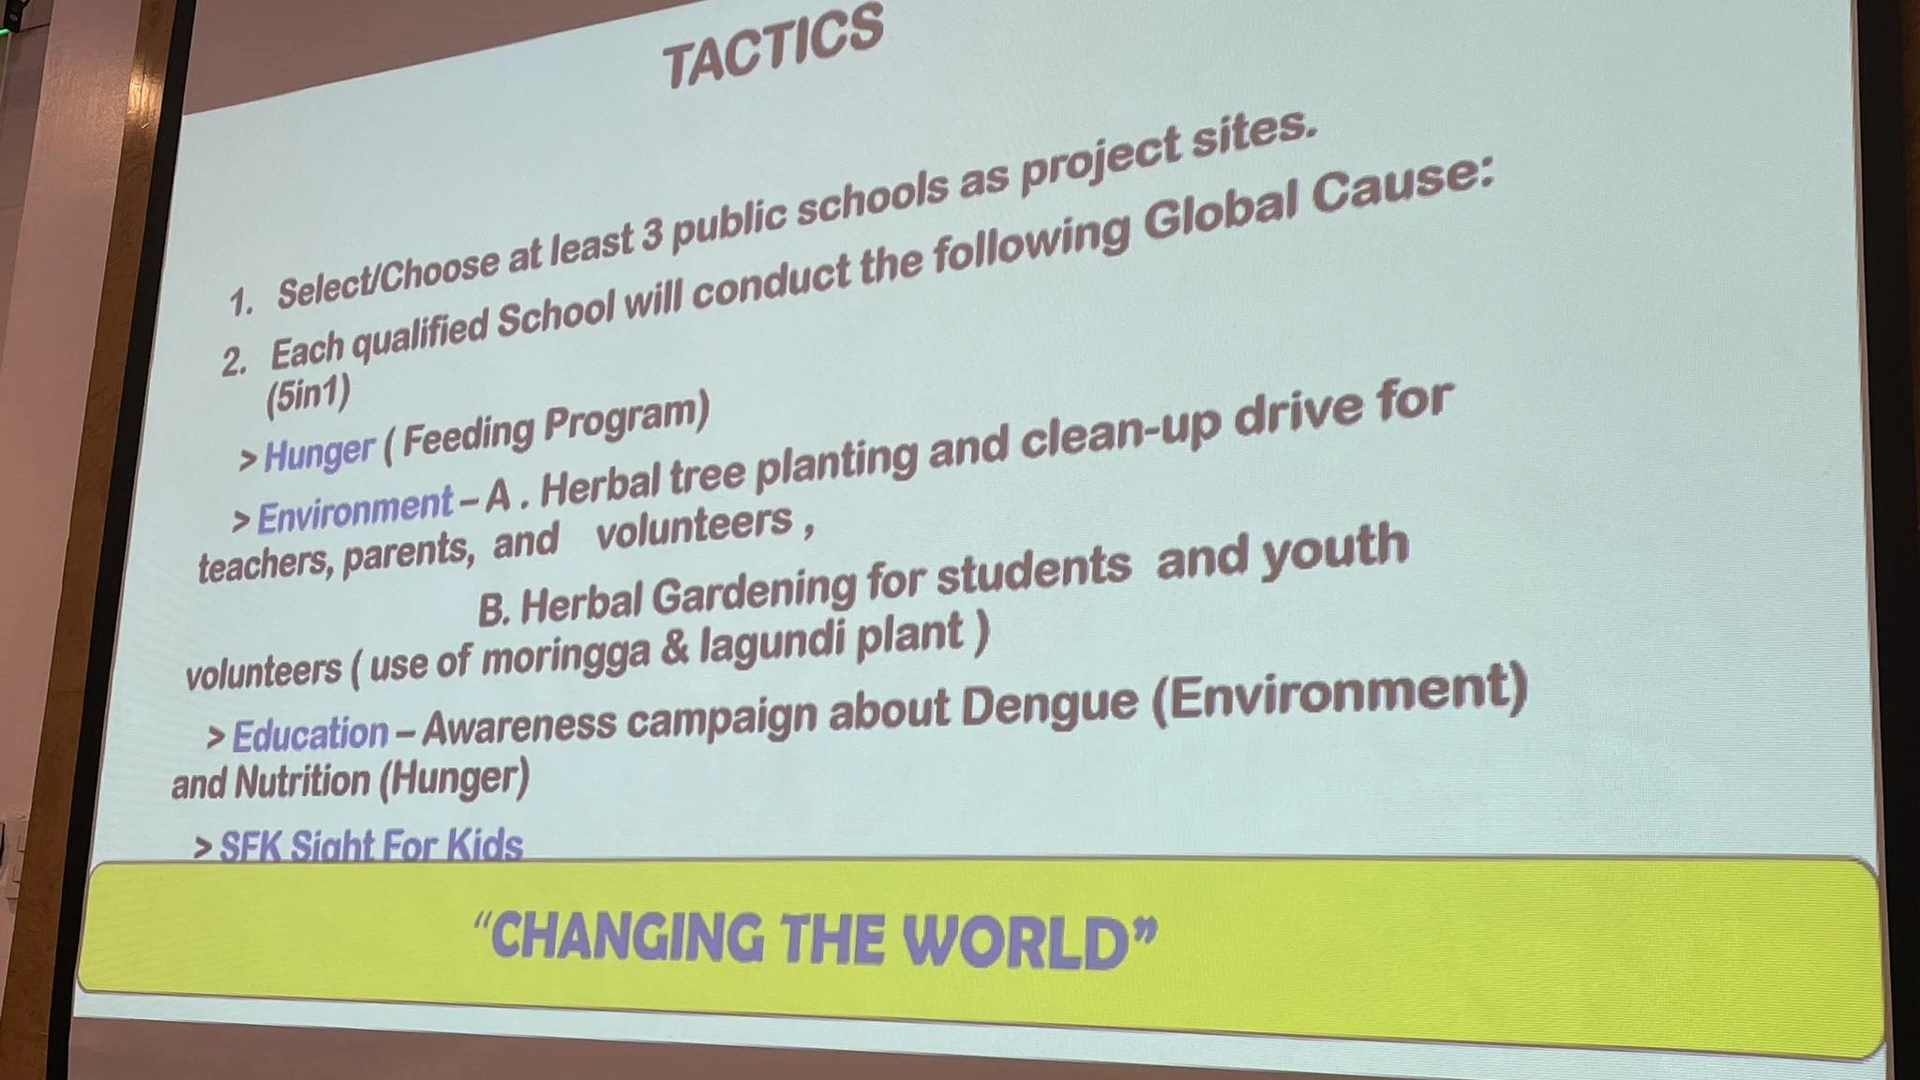 TACTICS
1. Select/Choose at least 3 public schools as project sites.
2. Each qualified School will conduct the following Global Cause:
(5in1)
> Hunger ( Feeding Program)
> Environment – A . Herbal tree planting and clean-up drive for
teachers, parents, and volunteers ,
B. Herbal Gardening for students and youth
volunteers ( use of moringga & lagundi plant )
> Education – Awareness campaign about Dengue (Environment)
and Nutrition (Hunger)
> SFK Sight For Kids
“CHANGING THE WORLD”